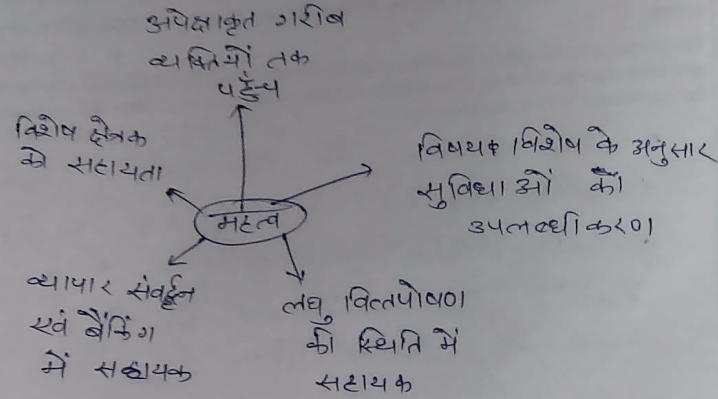 अपेक्षाकृत गरीब
व्यक्तियों तक
पहुँच
विशेष क्षेत्रक
को सहायता
विषयक विशेष के अनुसार
सुविधाओं का
उपलब्धीकरण
महत्व
व्यापार संवर्द्धन
एवं बैंकिंग
में सहायक
लघु वित्तपोषण
की स्थिति में
सहायक